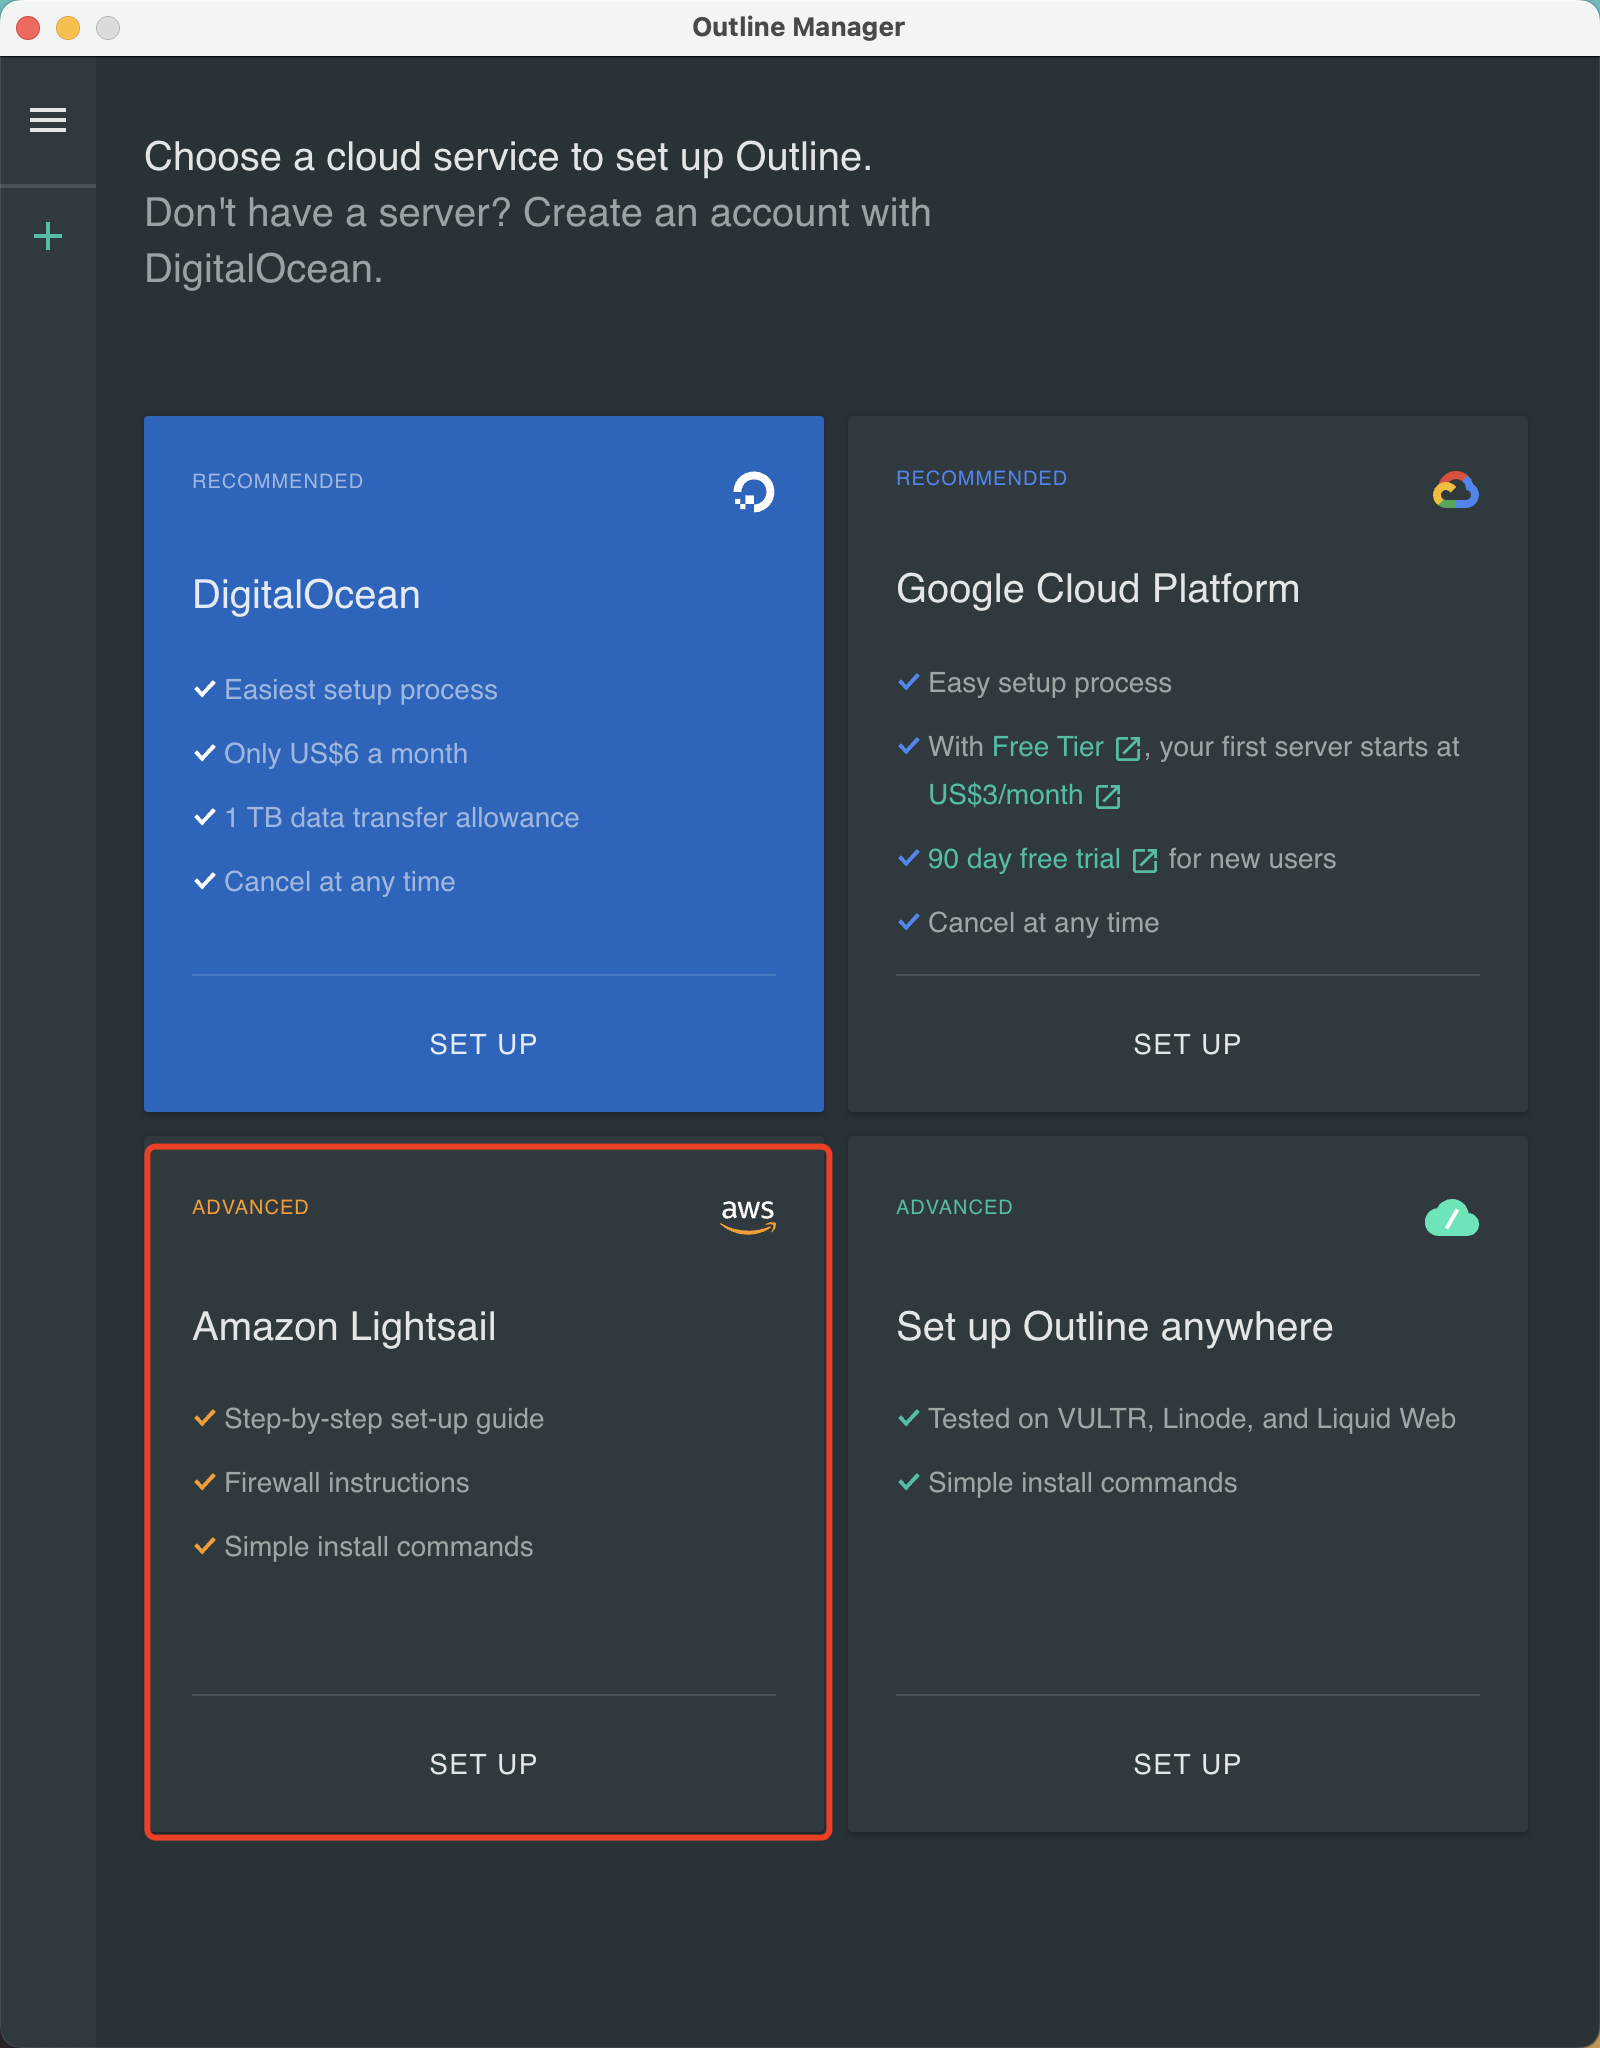 Outline Manager
Choose a cloud service to set up Outline.
Don't have a server? Create an account with
DigitalOcean.
RECOMMENDED
DigitalOcean
Easiest setup process
Only US$6 a month
1 TB data transfer allowance
Cancel at any time
SET UP
RECOMMENDED
Google Cloud Platform
Easy setup process
With Free Tier , your first server starts at
US$3/month
90 day free trial for new users
Cancel at any time
SET UP
ADVANCED
aws
Amazon Lightsail
Step-by-step set-up guide
Firewall instructions
Simple install commands
SET UP
ADVANCED
Set up Outline anywhere
Tested on VULTR, Linode, and Liquid Web
Simple install commands
SET UP